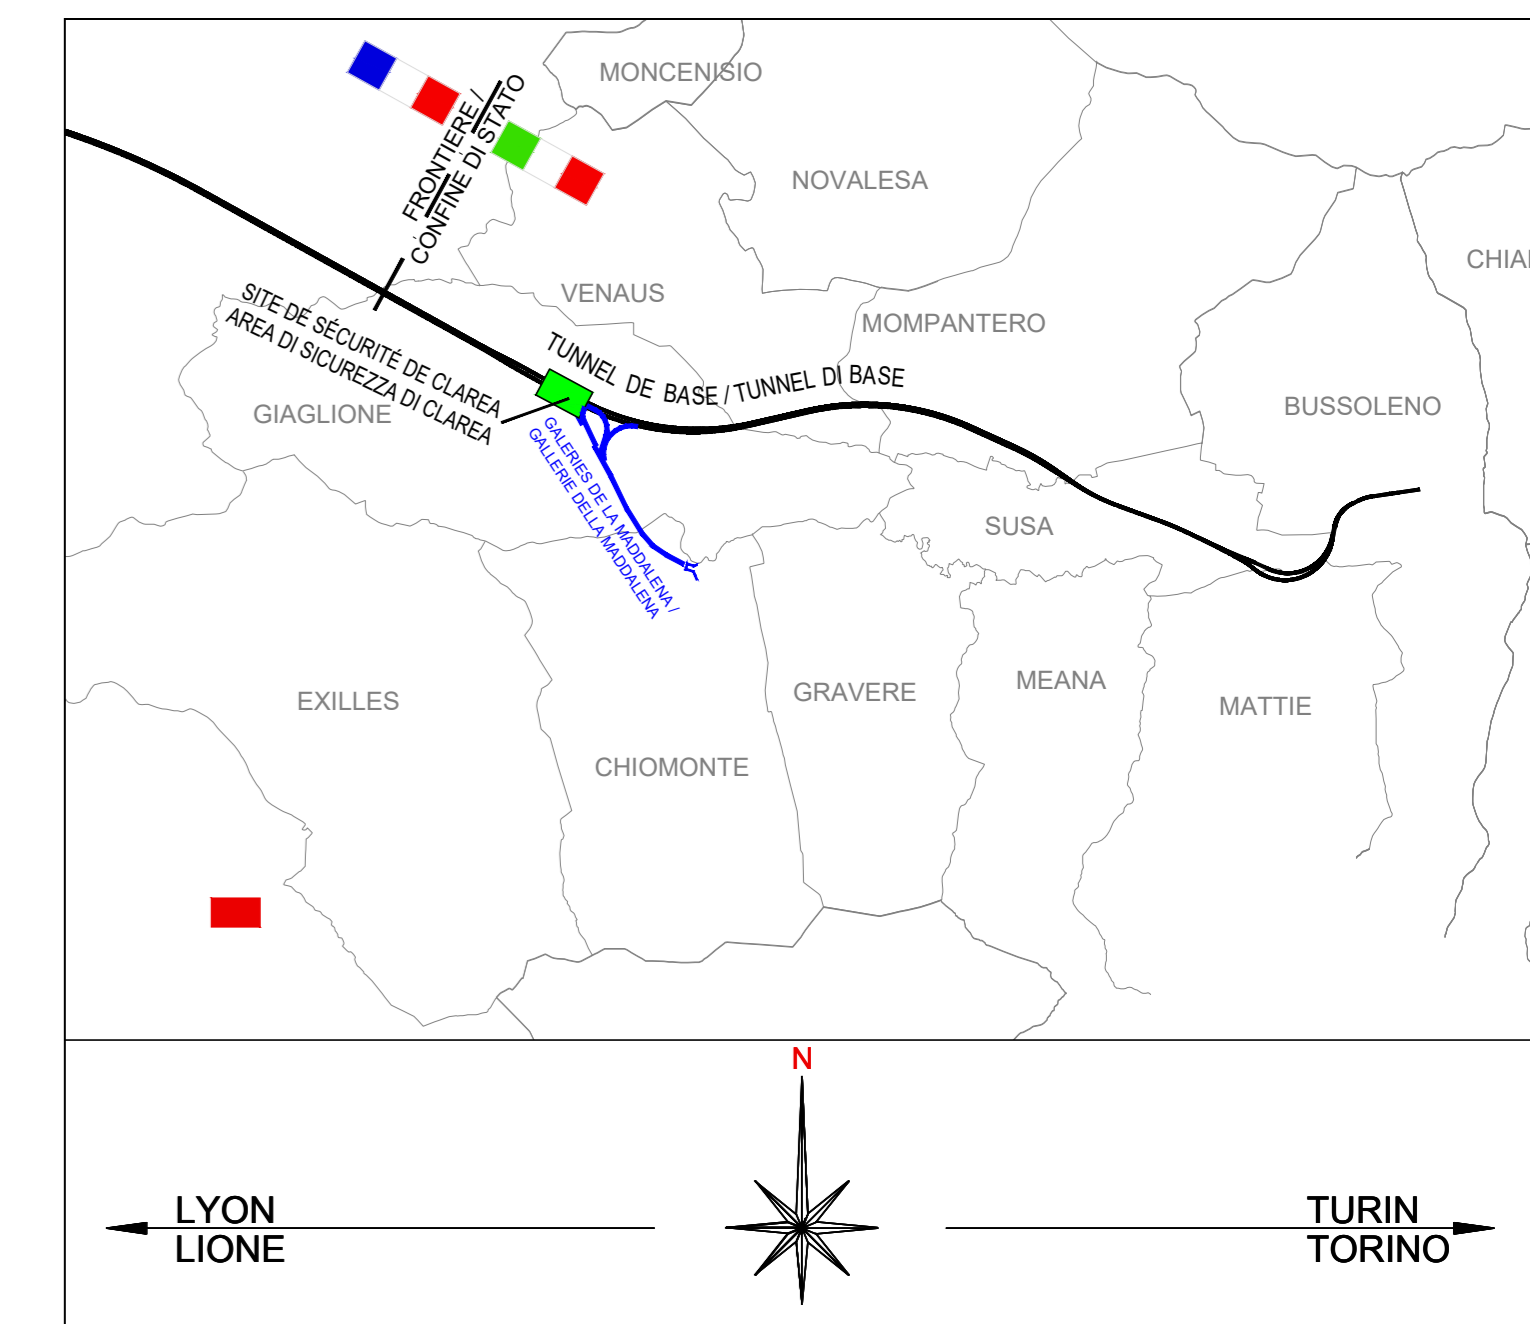 MONCENISIO
FRONTIERE /
CONFINE DI STATO
NOVALESA
VENAUS
MOMPANTERO
SITE DE SÉCURITÉ DE CLAREA
AREA DI SICUREZZA DI CLAREA
TUNNEL DE BASE / TUNNEL DI BASE
GIAGLIONE
BUSSOLENO
GALERIES DE LA MADDALENA /
GALLERIE DELLA MADDALENA
SUSA
EXILLES
CHIOMONTE
GRAVERE
MEANA
MATTIE
N
LYON
LIONE
TURIN
TORINO